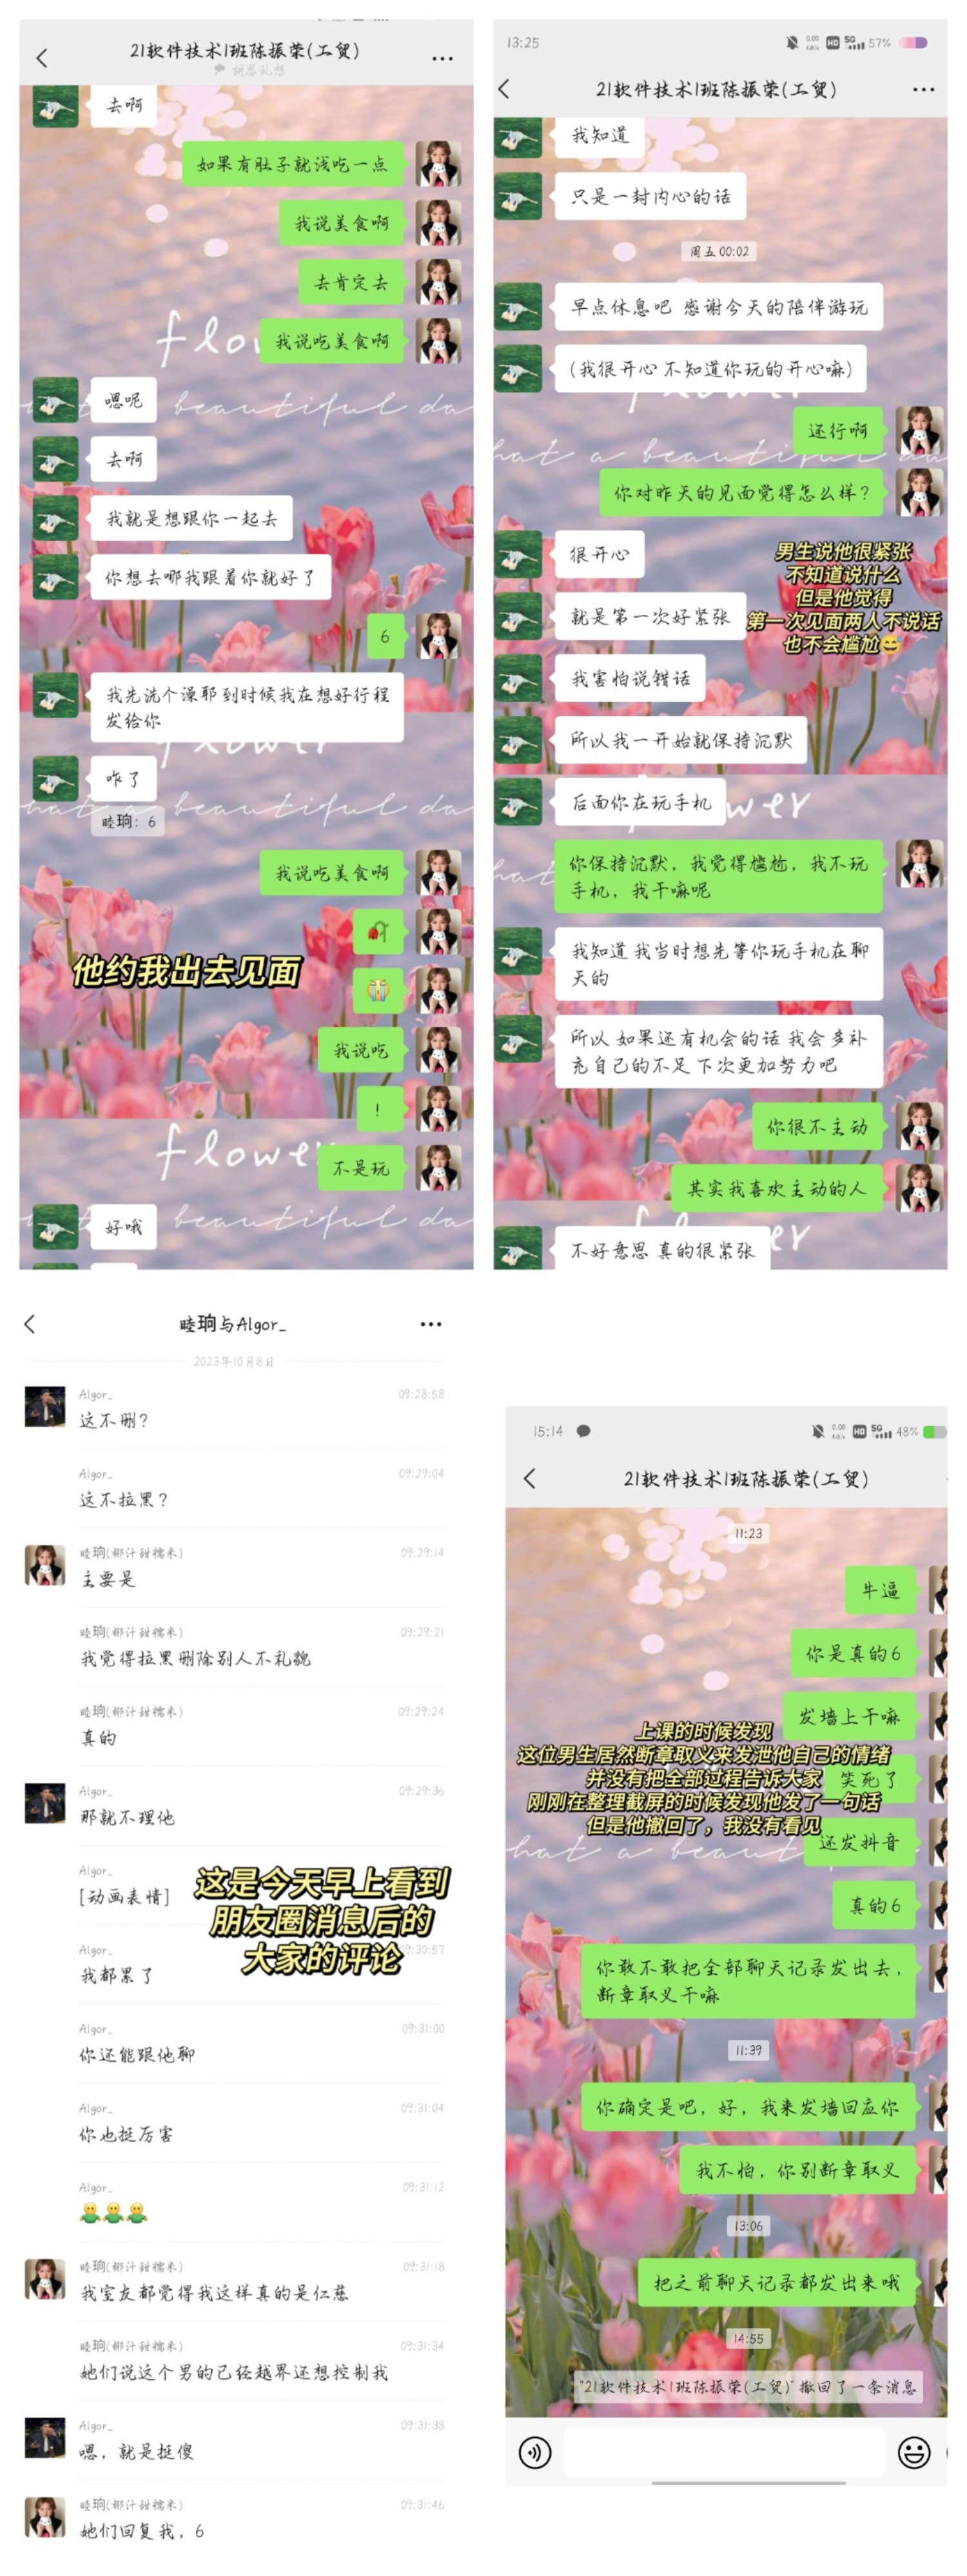 21软件技术1班陈振荣(工贸)
胡思乱想
去啊
如果有肚子就浅吃一点
我说美食啊
去肯定去
我说吃美食啊
嗯呢
去啊
我就是想跟你一起去
你想去哪我跟着你就好了
6
我先洗个澡耶 到时候我在想好行程
发给你
咋了
睦珦：6
我说吃美食啊
他约我出去见面
我说吃
！
不是玩
好哦
flower
beautiful da
13:25
5G
HD
57%
21软件技术1班陈振荣(工贸)
我知道
只是一封内心的话
周五 00:02
早点休息吧 感谢今天的陪伴游玩
(我很开心 不知道你玩的开心嘛)
还行啊
hat a beautiful da
你对昨天的见面觉得怎么样？
很开心
男生说他很紧张
不知道说什么
但是他觉得
第一次见面两人不说话
也不会尴尬😅
就是第一次好紧张
我害怕说错话
所以我一开始就保持沉默
后面你在玩手机
你保持沉默，我觉得尴尬，我不玩
手机，我干嘛呢
我知道 我当时想先等你玩手机在聊
天的
所以 如果还有机会的话 我会多补
充自己的不足 下次更加努力吧
你很不主动
其实我喜欢主动的人
不好意思 真的很紧张
睦珦与Algor_
2023年10月8日
Algor_ 09:28:58
这不删？
Algor_ 09:29:04
这不拉黑？
睦珦(椰汁甜糯米) 09:29:14
主要是
睦珦(椰汁甜糯米) 09:29:21
我觉得拉黑删除别人不礼貌
睦珦(椰汁甜糯米) 09:29:24
真的
Algor_ 09:29:36
那就不理他
Algor_
[动画表情]
这是今天早上看到
朋友圈消息后的
大家的评论
Algor_ 09:30:57
我都累了
Algor_ 09:31:00
你还能跟他聊
Algor_ 09:31:04
你也挺厉害
Algor_ 09:31:12
睦珦(椰汁甜糯米) 09:31:18
我室友都觉得我这样真的是仁慈
睦珦(椰汁甜糯米) 09:31:34
她们说这个男的已经越界还想控制我
Algor_ 09:31:38
嗯，就是挺傻
睦珦(椰汁甜糯米) 09:31:46
她们回复我，6
15:14
HD
5G
48%
21软件技术1班陈振荣(工贸)
11:23
牛逼
你是真的6
发墙上干嘛
上课的时候发现
这位男生居然断章取义来发泄他自己的情绪
并没有把全部过程告诉大家
刚刚在整理截屏的时候发现他发了一句话
但是他撤回了，我没有看见
笑死了
还发抖音
真的6
你敢不敢把全部聊天记录发出去，
断章取义干嘛
11:39
你确定是吧，好，我来发墙回应你
我不怕，你别断章取义
13:06
把之前聊天记录都发出来哦
14:55
"21软件技术1班陈振荣(工贸)" 撤回了一条消息